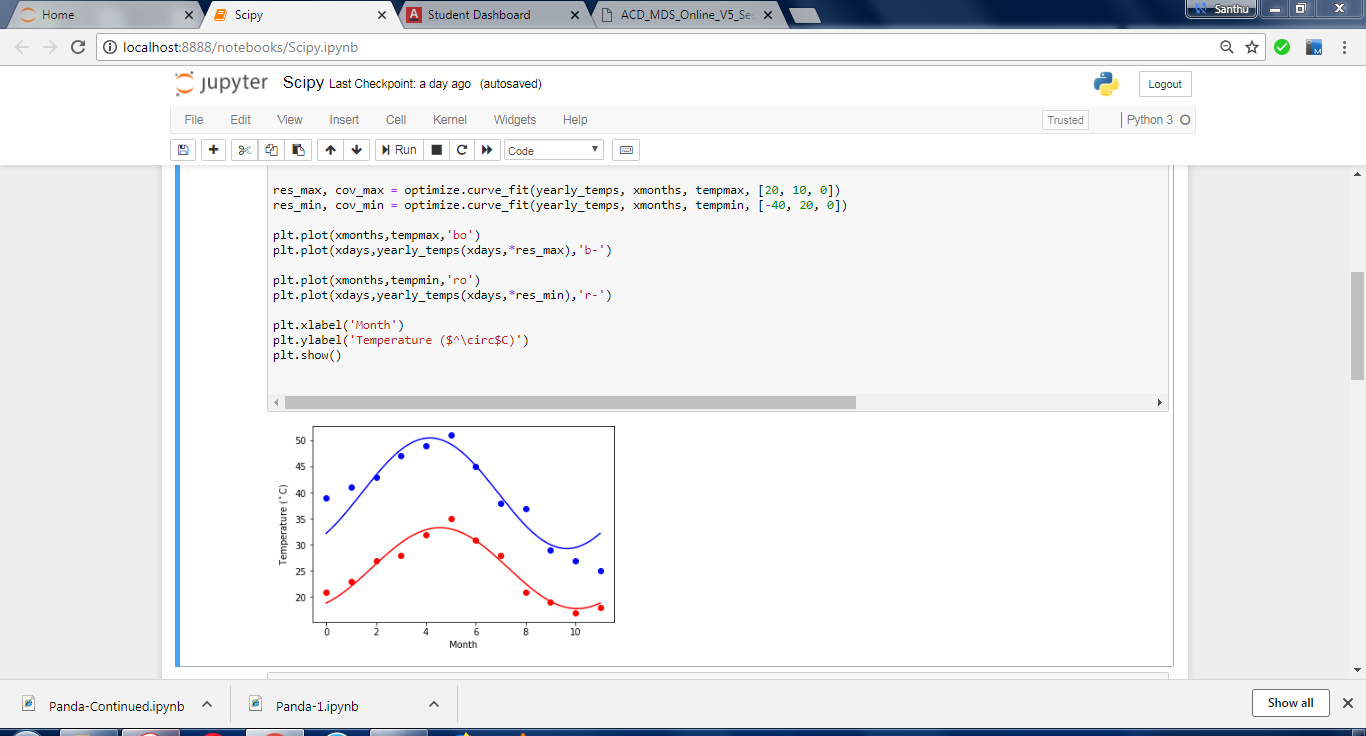 Home
Scipy
Student Dashboard
ACD_MDS_Online_V5_Se
Santhu
localhost:8888/notebooks/Scipy.ipynb
jupyter Scipy Last Checkpoint: a day ago (autosaved)
Logout
File Edit View Insert Cell Kernel Widgets Help
Trusted
Python 3
Run
Code
res_max, cov_max = optimize.curve_fit(yearly_temps, xmonths, tempmax, [20, 10, 0])
res_min, cov_min = optimize.curve_fit(yearly_temps, xmonths, tempmin, [-40, 20, 0])
plt.plot(xmonths,tempmax,'bo')
plt.plot(xdays,yearly_temps(xdays,*res_max),'b-')
plt.plot(xmonths,tempmin,'ro')
plt.plot(xdays,yearly_temps(xdays,*res_min),'r-')
plt.xlabel('Month')
plt.ylabel('Temperature ($^\circ$C)')
plt.show()
Temperature (°C)
50
45
40
35
30
25
20
0 2 4 6 8 10
Month
Panda-Continued.ipynb
Panda-1.ipynb
Show all